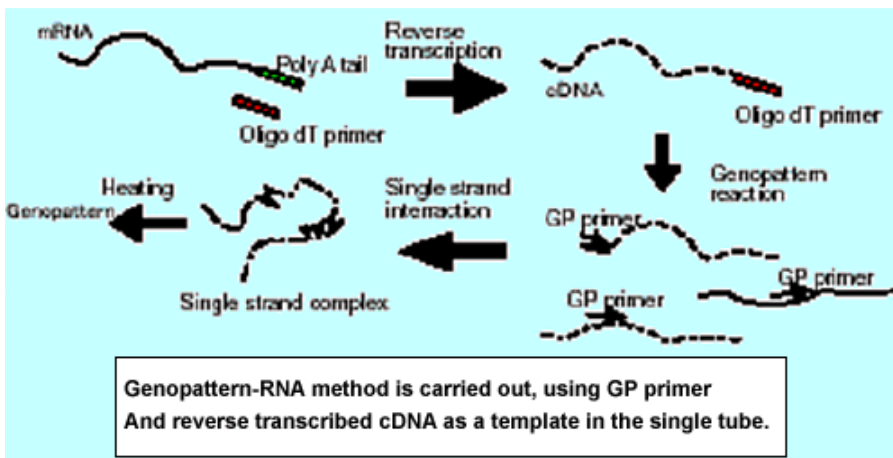 mRNA
Poly A tail
Oligo dT primer
Reverse
transcription
cDNA
Oligo dT primer
Genopattern
reaction
GP primer
GP primer
GP primer
Single strand
interraction
Single strand complex
Heating
Genopattern
Genopattern-RNA method is carried out, using GP primer
And reverse transcribed cDNA as a template in the single tube.